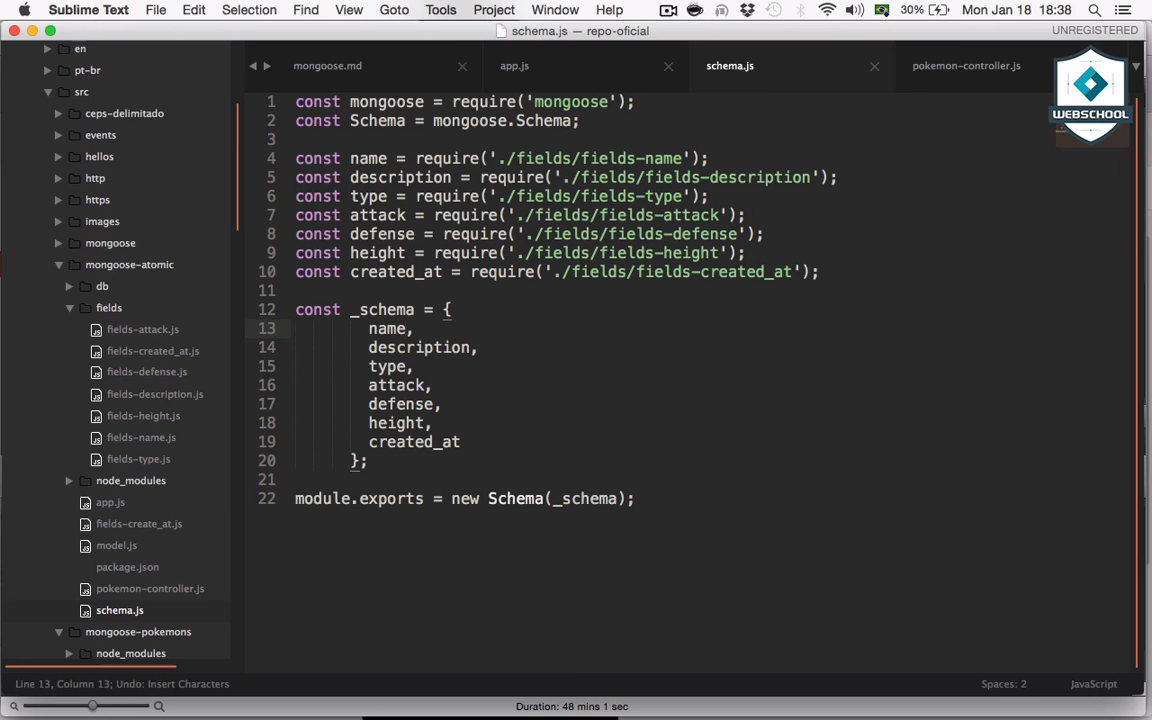 Sublime Text File Edit Selection Find View Goto Tools Project Window Help 30% Mon Jan 18 18:38
schema.js — repo-oficial
UNREGISTERED
en
pt-br
src
ceps-delimitado
events
hellos
http
https
images
mongoose
mongoose-atomic
db
fields
fields-attack.js
fields-created_at.js
fields-defense.js
fields-description.js
fields-height.js
fields-name.js
fields-type.js
node_modules
app.js
fields-create_at.js
model.js
package.json
pokemon-controller.js
schema.js
mongoose-pokemons
node_modules
mongoose.md app.js schema.js pokemon-controller.js
WEBSCHOOL
1 const mongoose = require('mongoose');
2 const Schema = mongoose.Schema;
3
4 const name = require('./fields/fields-name');
5 const description = require('./fields/fields-description');
6 const type = require('./fields/fields-type');
7 const attack = require('./fields/fields-attack');
8 const defense = require('./fields/fields-defense');
9 const height = require('./fields/fields-height');
10 const created_at = require('./fields/fields-created_at');
11
12 const _schema = {
13 name,
14 description,
15 type,
16 attack,
17 defense,
18 height,
19 created_at
20 };
21
22 module.exports = new Schema(_schema);
Line 13, Column 13; Undo: Insert Characters
Spaces: 2
JavaScript
Duration: 48 mins 1 sec